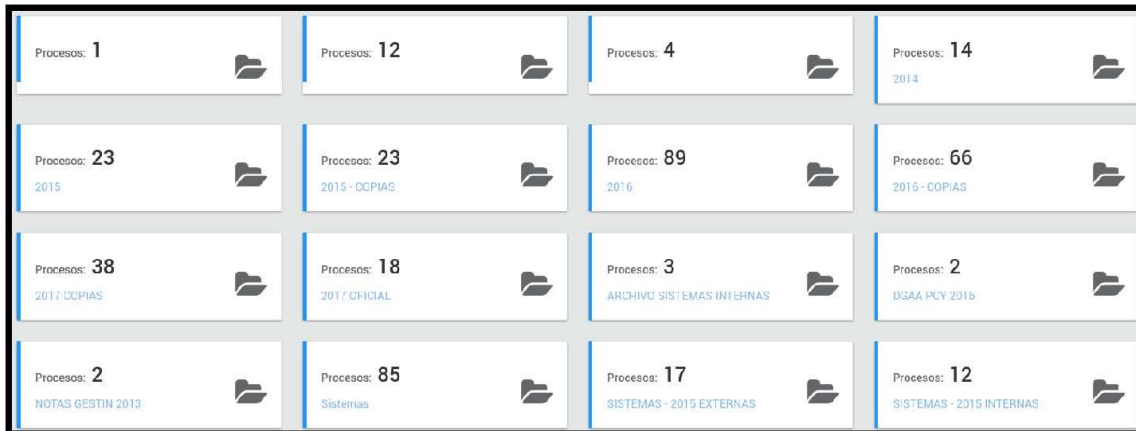 Procesos: 1
Procesos: 12
Procesos: 4
Procesos: 14
2014
Procesos: 23
2015
Procesos: 23
2015 - COPIAS
Procesos: 89
2016
Procesos: 66
2016 - COPIAS
Procesos: 38
2017 COPIAS
Procesos: 18
2017 OFICIAL
Procesos: 3
ARCHIVO SISTEMAS INTERNAS
Procesos: 2
DGAA PCY 2016
Procesos: 2
NOTAS GESTIN 2013
Procesos: 85
Sistemas
Procesos: 17
SISTEMAS - 2015 EXTERNAS
Procesos: 12
SISTEMAS - 2015 INTERNAS